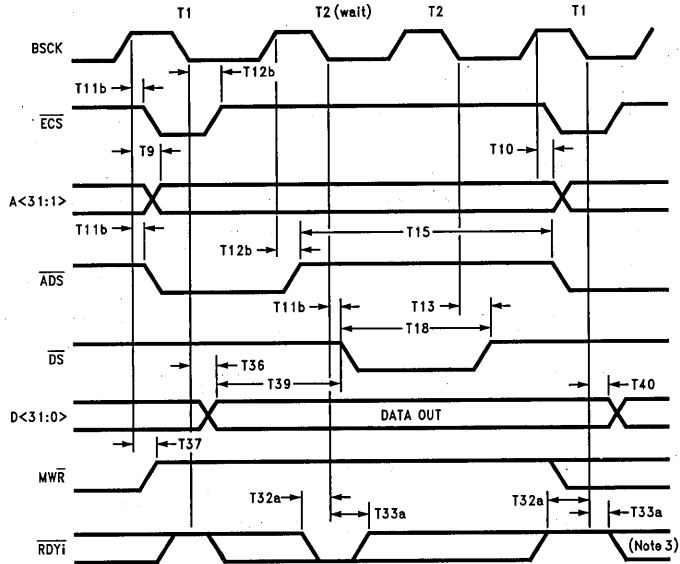 T1 T2 (wait) T2 T1
BSCK
T12b
T11b
ECS
T9 T10
A<31:1>
T11b T15
T12b
ADS
T11b T13
T18
DS
T36
T39 T40
D<31:0> DATA OUT
T37
MWR
T32a T32a
T33a T33a
RDYi (Note 3)